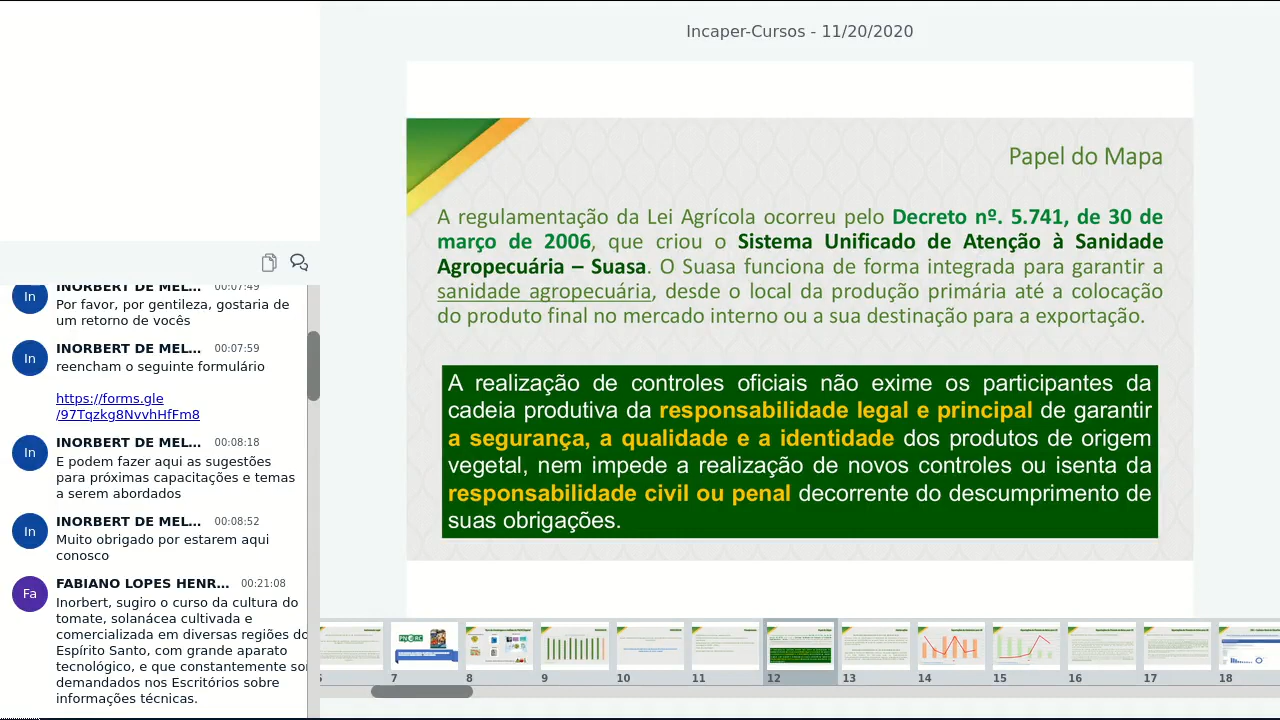 Incaper-Cursos - 11/20/2020
Papel do Mapa
A regulamentação da Lei Agrícola ocorreu pelo Decreto nº. 5.741, de 30 de
março de 2006, que criou o Sistema Unificado de Atenção à Sanidade
Agropecuária – Suasa. O Suasa funciona de forma integrada para garantir a
sanidade agropecuária, desde o local da produção primária até a colocação
do produto final no mercado interno ou a sua destinação para a exportação.
A realização de controles oficiais não exime os participantes da
cadeia produtiva da responsabilidade legal e principal de garantir
a segurança, a qualidade e a identidade dos produtos de origem
vegetal, nem impede a realização de novos controles ou isenta da
responsabilidade civil ou penal decorrente do descumprimento de
suas obrigações.
In
INORBERT DE MEL... 00:07:49
Por favor, por gentileza, gostaria de
um retorno de vocês
In
INORBERT DE MEL... 00:07:59
reencham o seguinte formulário
https://forms.gle
/97Tqzkg8NvvhHfFm8
In
INORBERT DE MEL... 00:08:18
E podem fazer aqui as sugestões
para próximas capacitações e temas
a serem abordados
In
INORBERT DE MEL... 00:08:52
Muito obrigado por estarem aqui
conosco
Fa
FABIANO LOPES HENR... 00:21:08
Inorbert, sugiro o curso da cultura do
tomate, solanácea cultivada e
comercializada em diversas regiões do
Espírito Santo com grande aparato
tecnológico, e que constantemente son
demandados nos Escritórios sobre
informações técnicas.
7 8 9 10 11 12 13 14 15 16 17 18